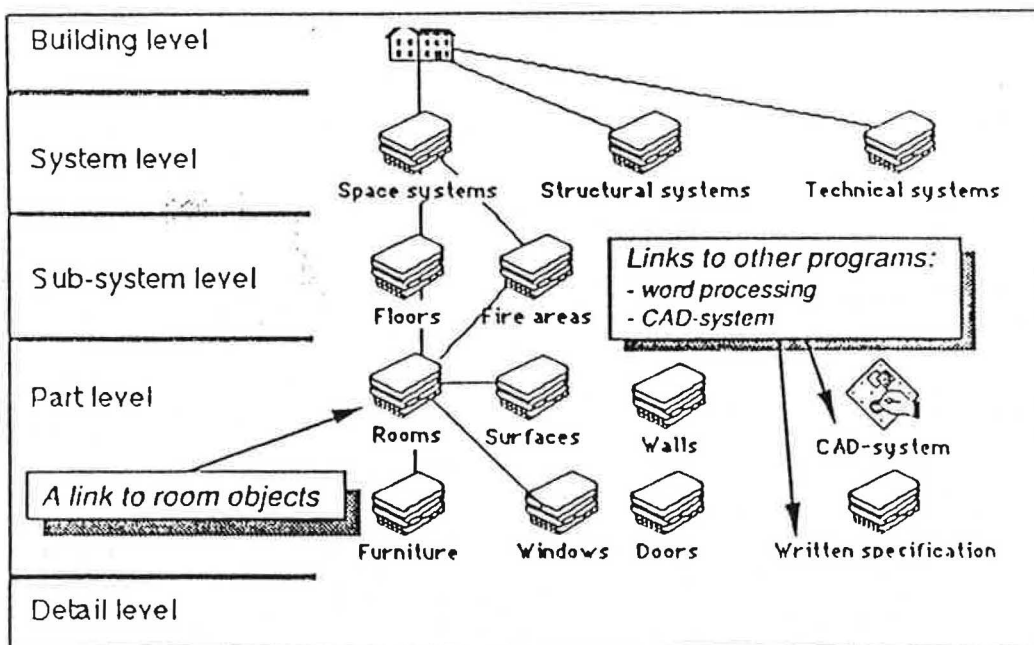 Building level
System level
Space systems
Structural systems
Technical systems
Sub-system level
Floors
Fire areas
Links to other programs:
- word processing
- CAD-system
Part level
Rooms
Surfaces
Walls
CAD-system
A link to room objects
Furniture
Windows
Doors
Written specification
Detail level